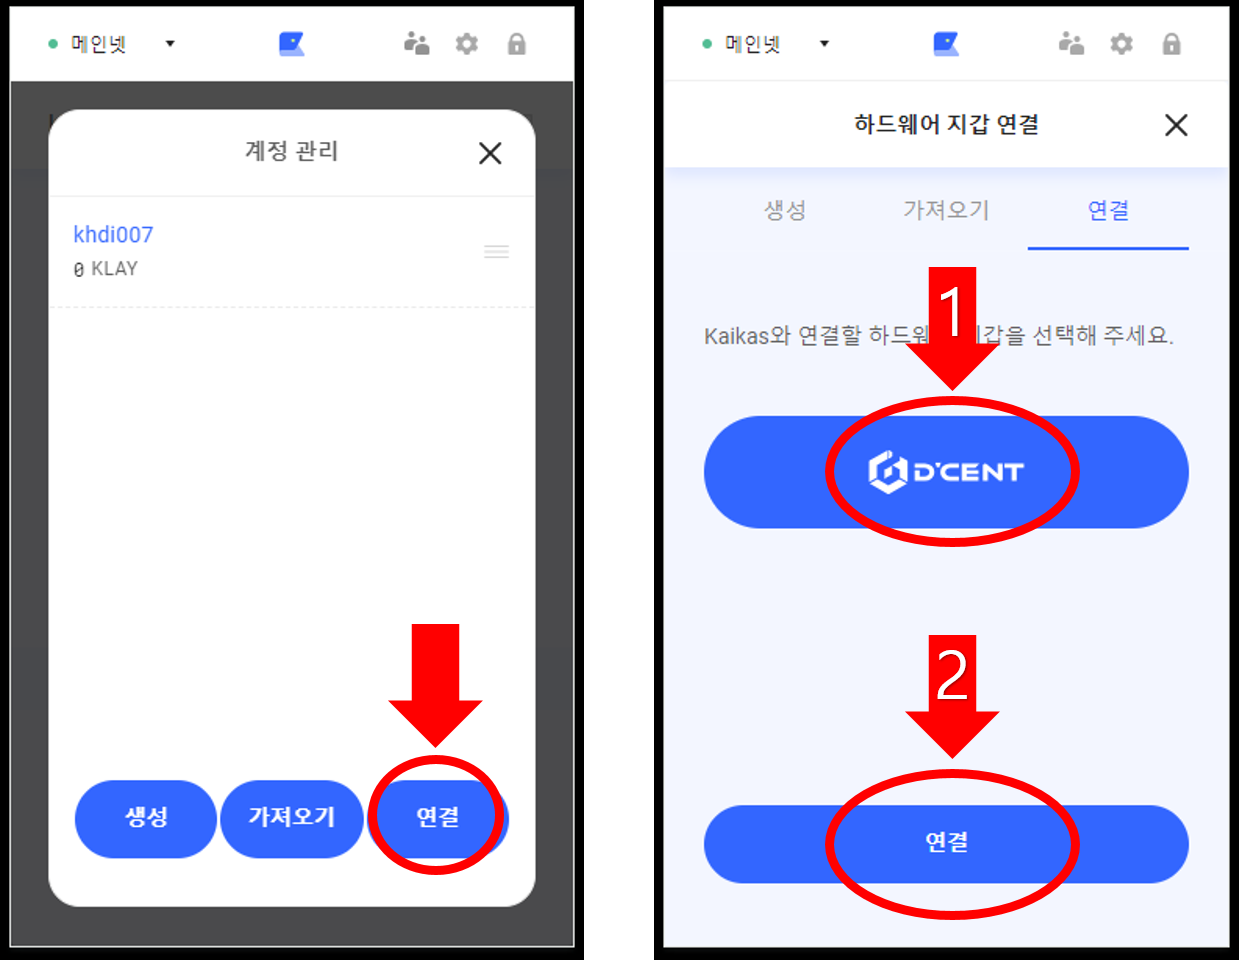 메인넷
계정 관리
khdi007
0 KLAY
생성
가져오기
연결
메인넷
하드웨어 지갑 연결
생성
가져오기
연결
1
Kaikas와 연결할 하드웨 지갑을 선택해 주세요.
D'CENT
2
연결